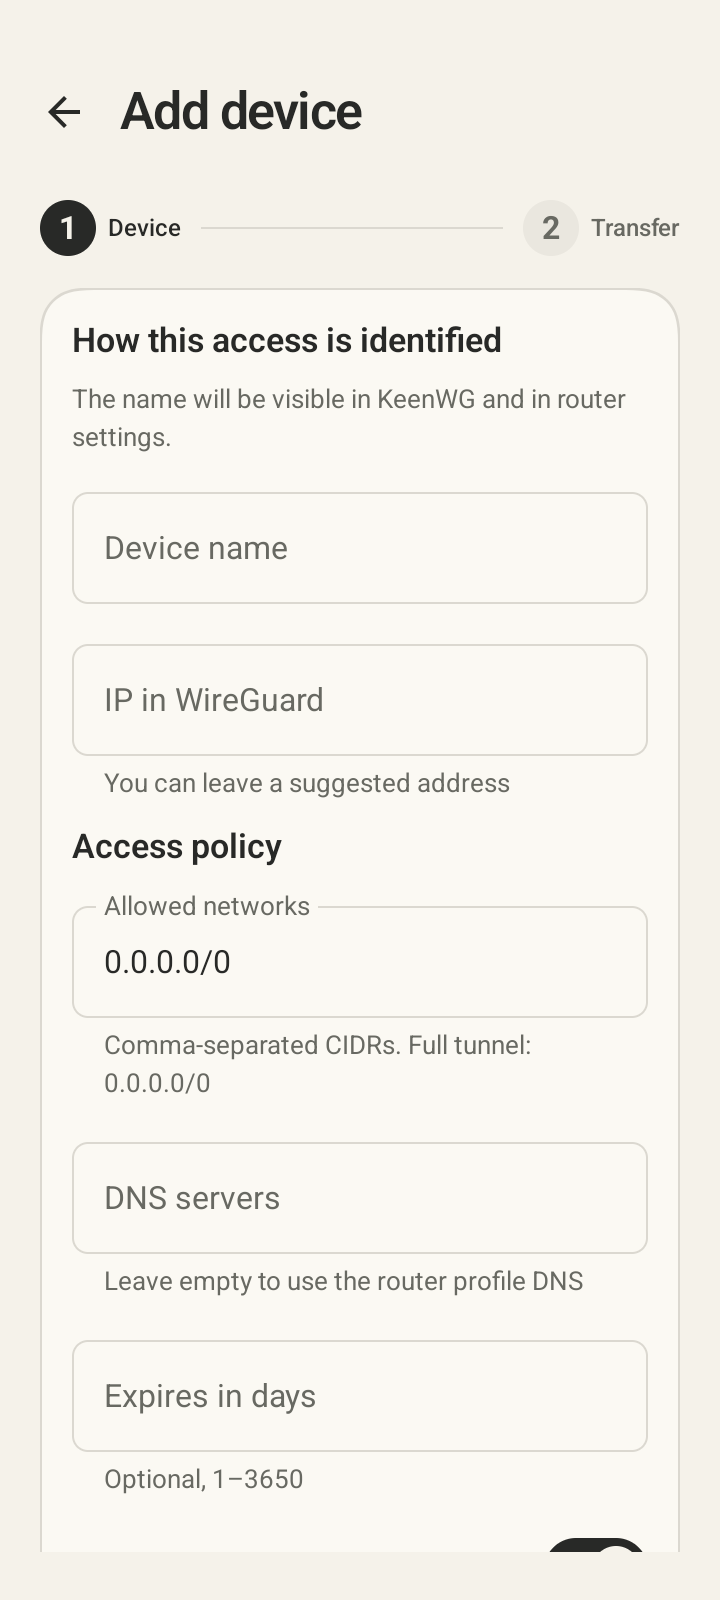 Add device
1 Device
2 Transfer
How this access is identified
The name will be visible in KeenWG and in router
settings.
Device name
IP in WireGuard
You can leave a suggested address
Access policy
Allowed networks
0.0.0.0/0
Comma-separated CIDRs. Full tunnel:
0.0.0.0/0
DNS servers
Leave empty to use the router profile DNS
Expires in days
Optional, 1–3650